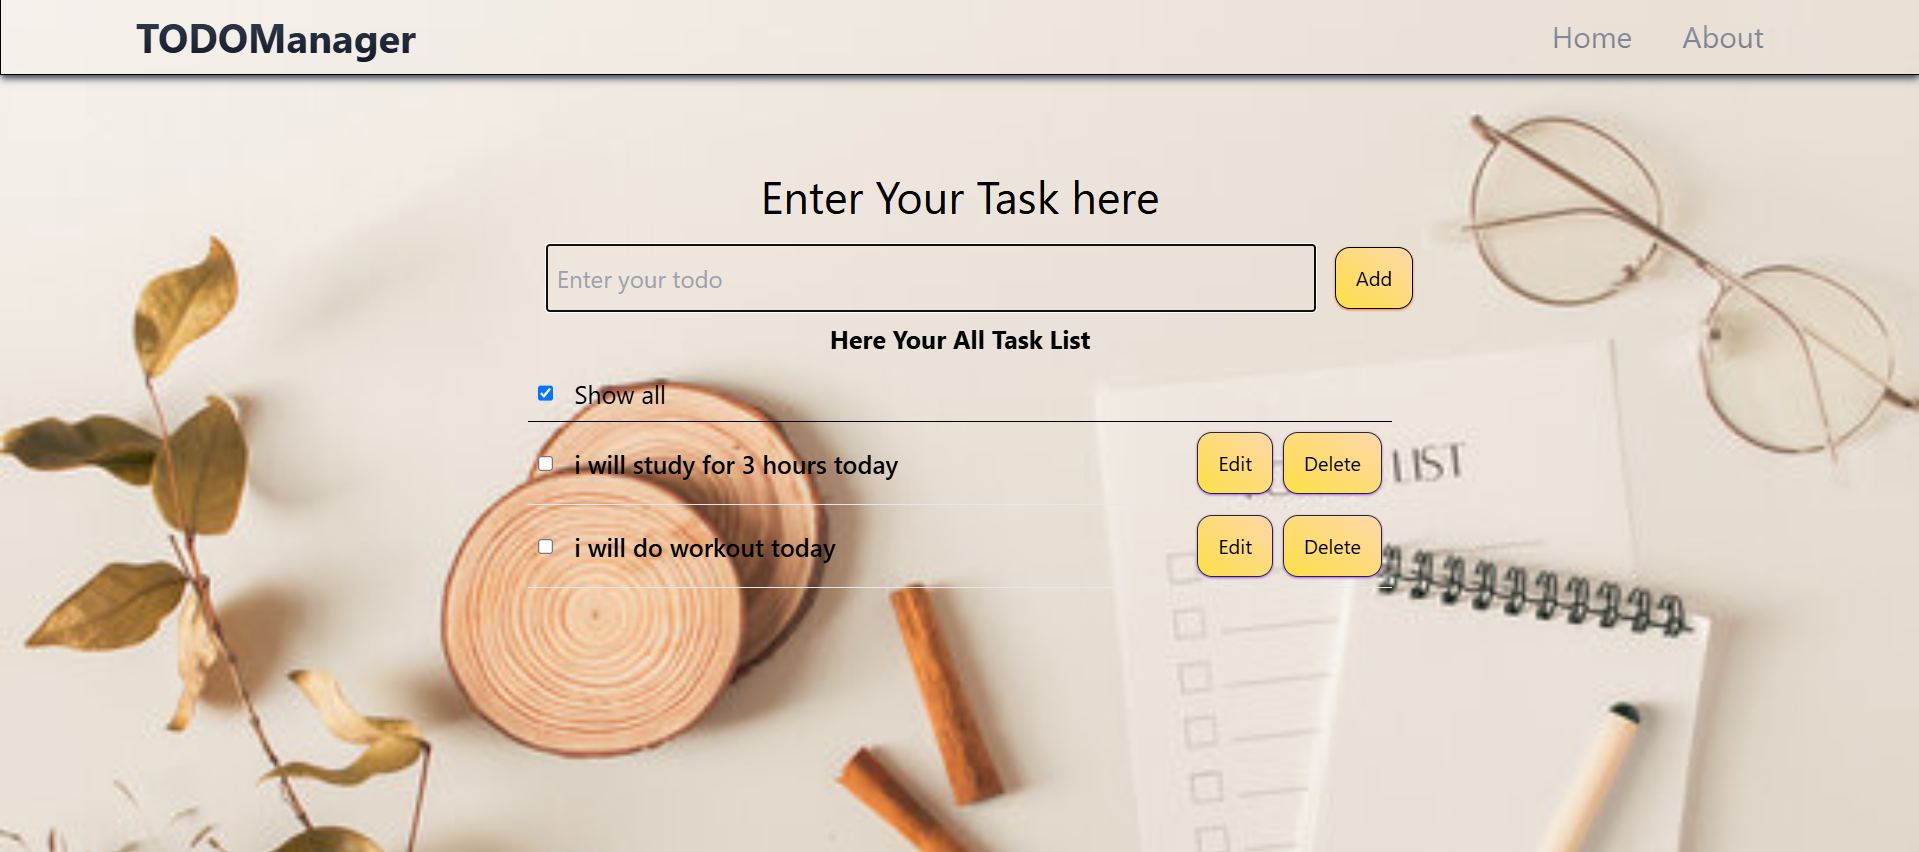 TODOManager
Home About
Enter Your Task here
Enter your todo
Add
Here Your All Task List
Show all
i will study for 3 hours today
Edit Delete
LIST
i will do workout today
Edit Delete